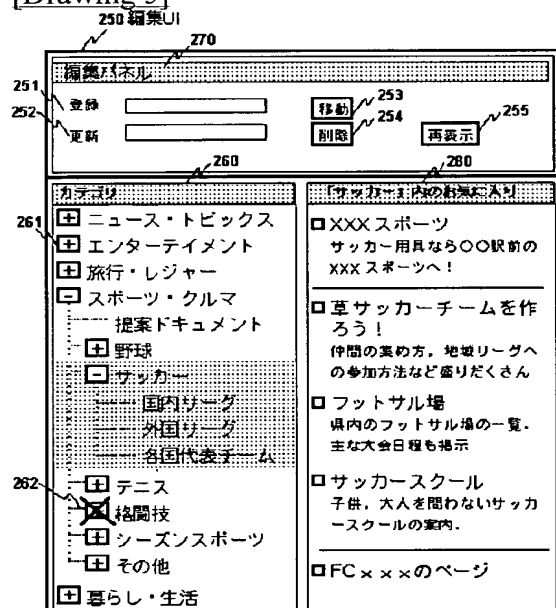 [Drawing 9]
250 編集UI
270
編集パネル
251
登録
移動
253
252
更新
削除
254
再表示
255
260
カテゴリ
261
ニュース・トピックス
エンターテイメント
旅行・レジャー
スポーツ・クルマ
提案ドキュメント
野球
サッカー
国内リーグ
外国リーグ
各国代表チーム
テニス
262
格闘技
シーズンスポーツ
その他
暮らし・生活
280
「サッカー」内のお気に入り
XXX スポーツ
サッカー用具なら〇〇駅前の
XXX スポーツへ！
草サッカーチームを作
ろう！
仲間の集め方，地域リーグへ
の参加方法など盛りだくさん
フットサル場
県内のフットサル場の一覧．
主な大会日程も掲示
サッカースクール
子供，大人を問わないサッカ
ースクールの案内．
FC×××のページ